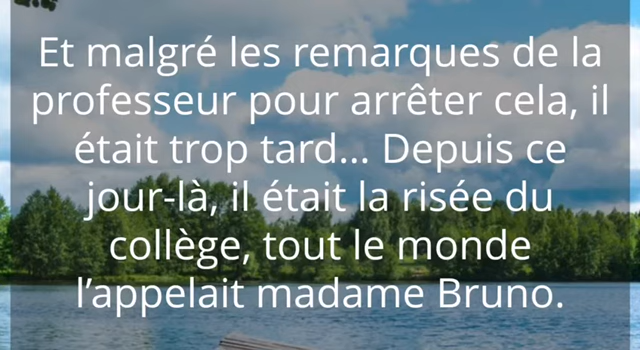 Et malgré les remarques de la
professeur pour arrêter cela, il
était trop tard... Depuis ce
jour-là, il était la risée du
collège, tout le monde
l’appelait madame Bruno.